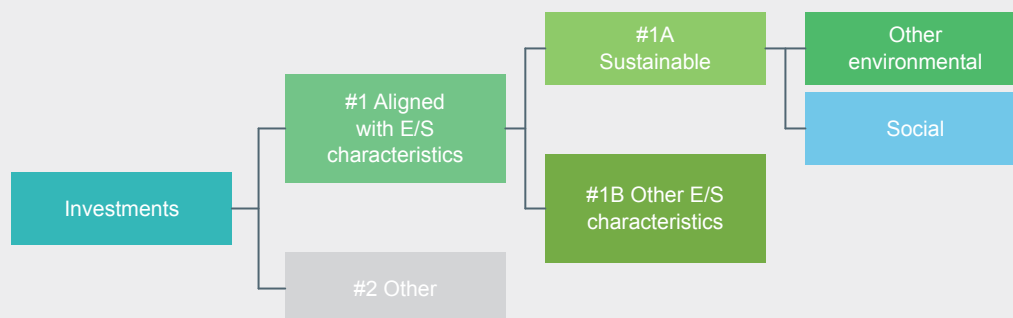 Investments
#1 Aligned
with E/S
characteristics
#2 Other
#1A
Sustainable
#1B Other E/S
characteristics
Other
environmental
Social